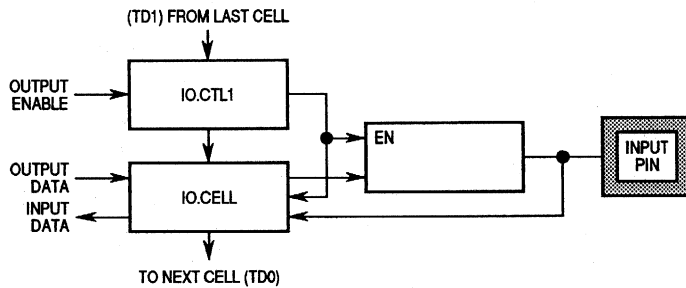 (TD1) FROM LAST CELL
OUTPUT
ENABLE
IO.CTL1
EN
INPUT
PIN
OUTPUT
DATA
IO.CELL
INPUT
DATA
TO NEXT CELL (TD0)